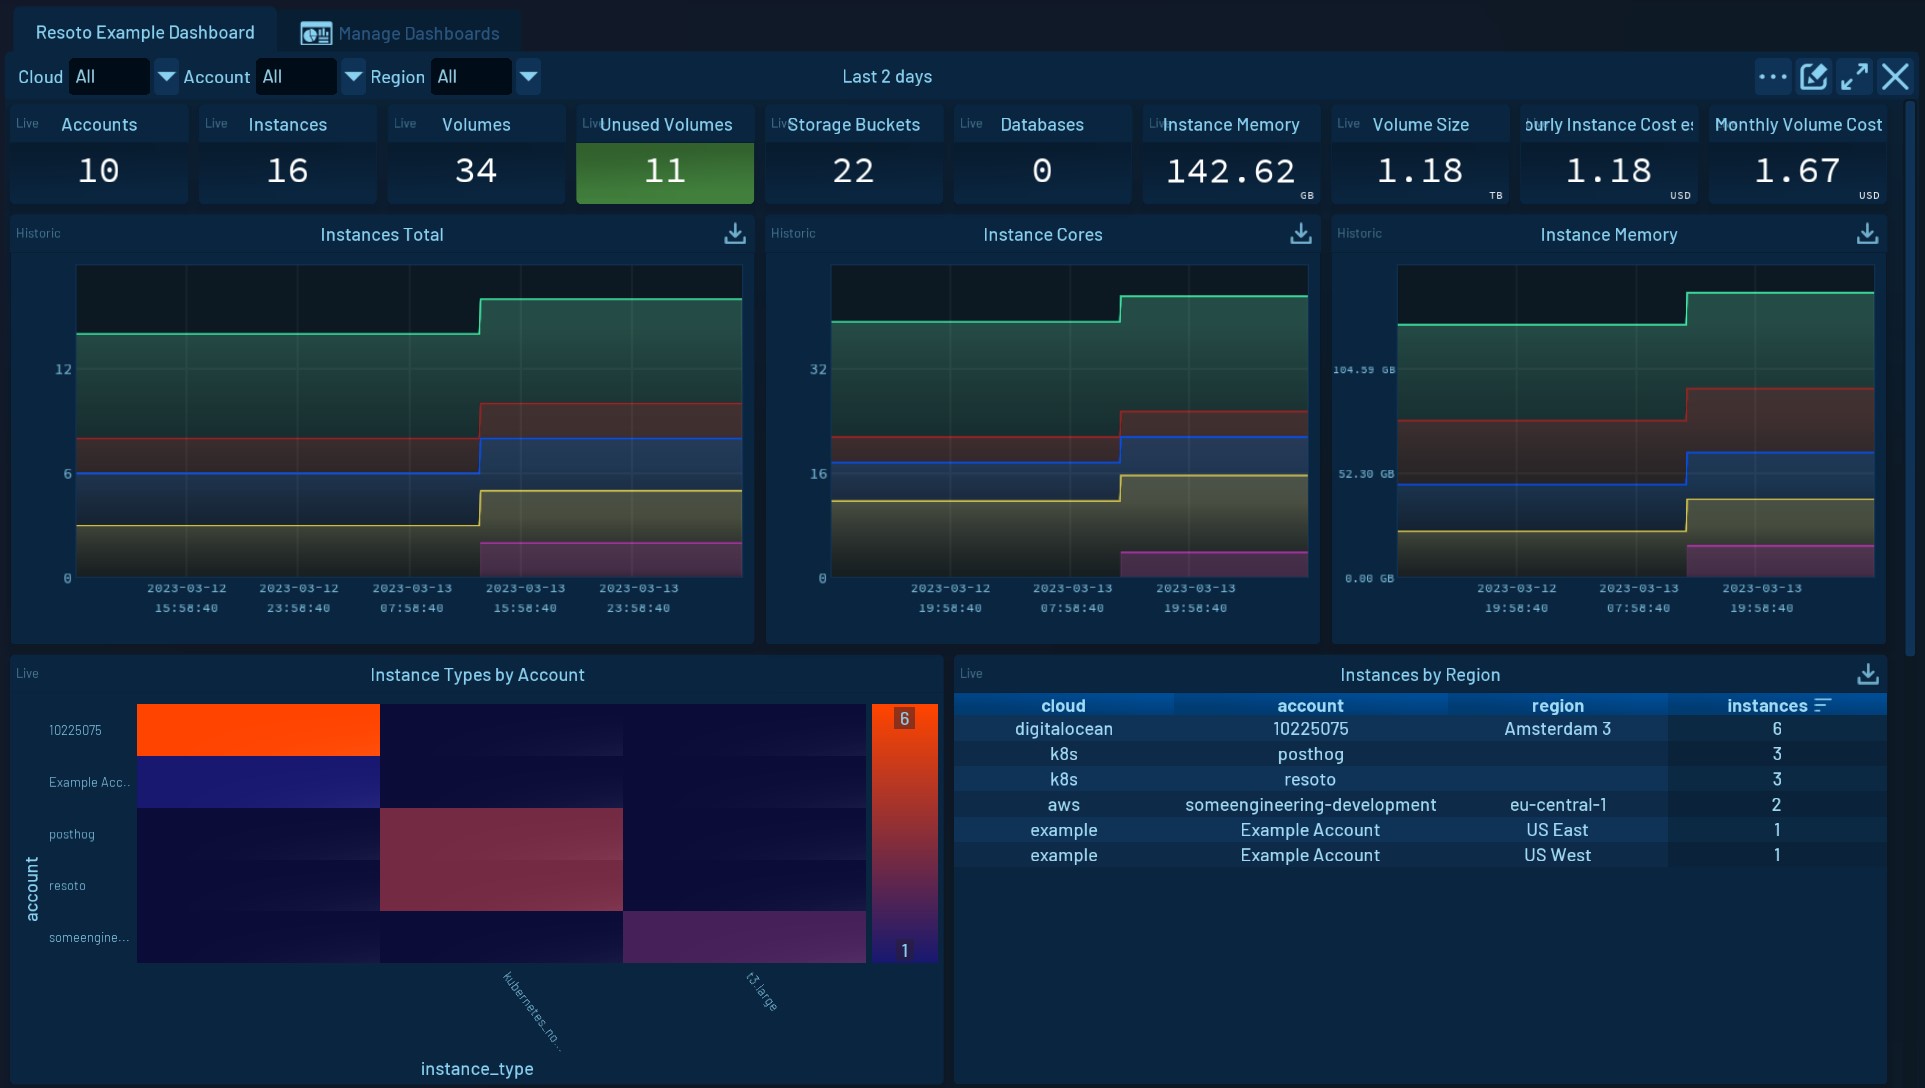 Resoto Example Dashboard Manage Dashboards
Cloud All Account All Region All Last 2 days
Live Accounts
10
Live Instances
16
Live Volumes
34
Live Unused Volumes
11
Live Storage Buckets
22
Live Databases
0
Live Instance Memory
142.62
GB
Live Volume Size
1.18
TB
Instance Cost
1.18
USD
Monthly Volume Cost
1.67
USD
Historic Instances Total
12
6
0
2023-03-12 2023-03-12 2023-03-13 2023-03-13 2023-03-13
15:58:40 23:58:40 07:58:40 15:58:40 23:58:40
Historic Instance Cores
32
16
0
2023-03-12 2023-03-13 2023-03-13
19:58:40 07:58:40 19:58:40
Historic Instance Memory
104.59 GB
52.30 GB
0.00 GB
2023-03-12 2023-03-13 2023-03-13
19:58:40 07:58:40 19:58:40
Live Instance Types by Account
account
10225075
Example Acc..
posthog
resoto
someengine...
6
1
kubernetes_no...
t3.large
instance_type
Live Instances by Region
cloud account region instances
digitalocean 10225075 Amsterdam 3 6
k8s posthog 3
k8s resoto 3
aws someengineering-development eu-central-1 2
example Example Account US East 1
example Example Account US West 1